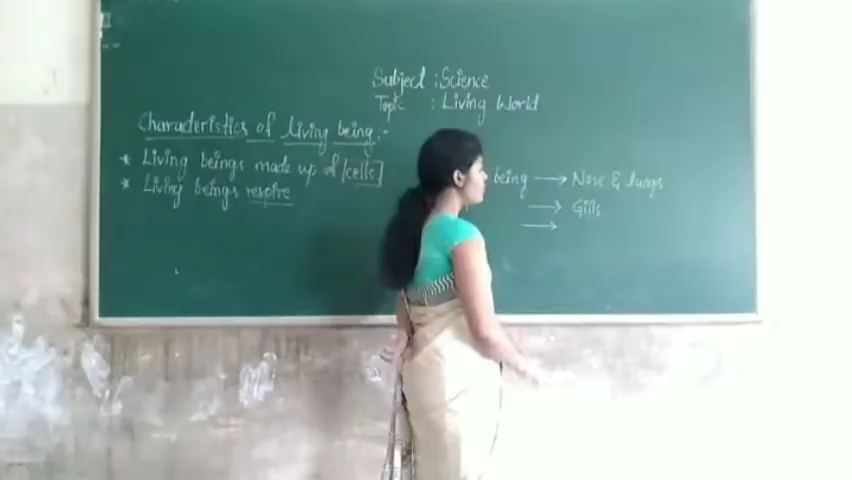 Subject : Science
Topic : Living World
Characteristics of living being :-
* Living beings made up of [cells]
* Living beings respire
being → Nose & lungs
→ Gills
→